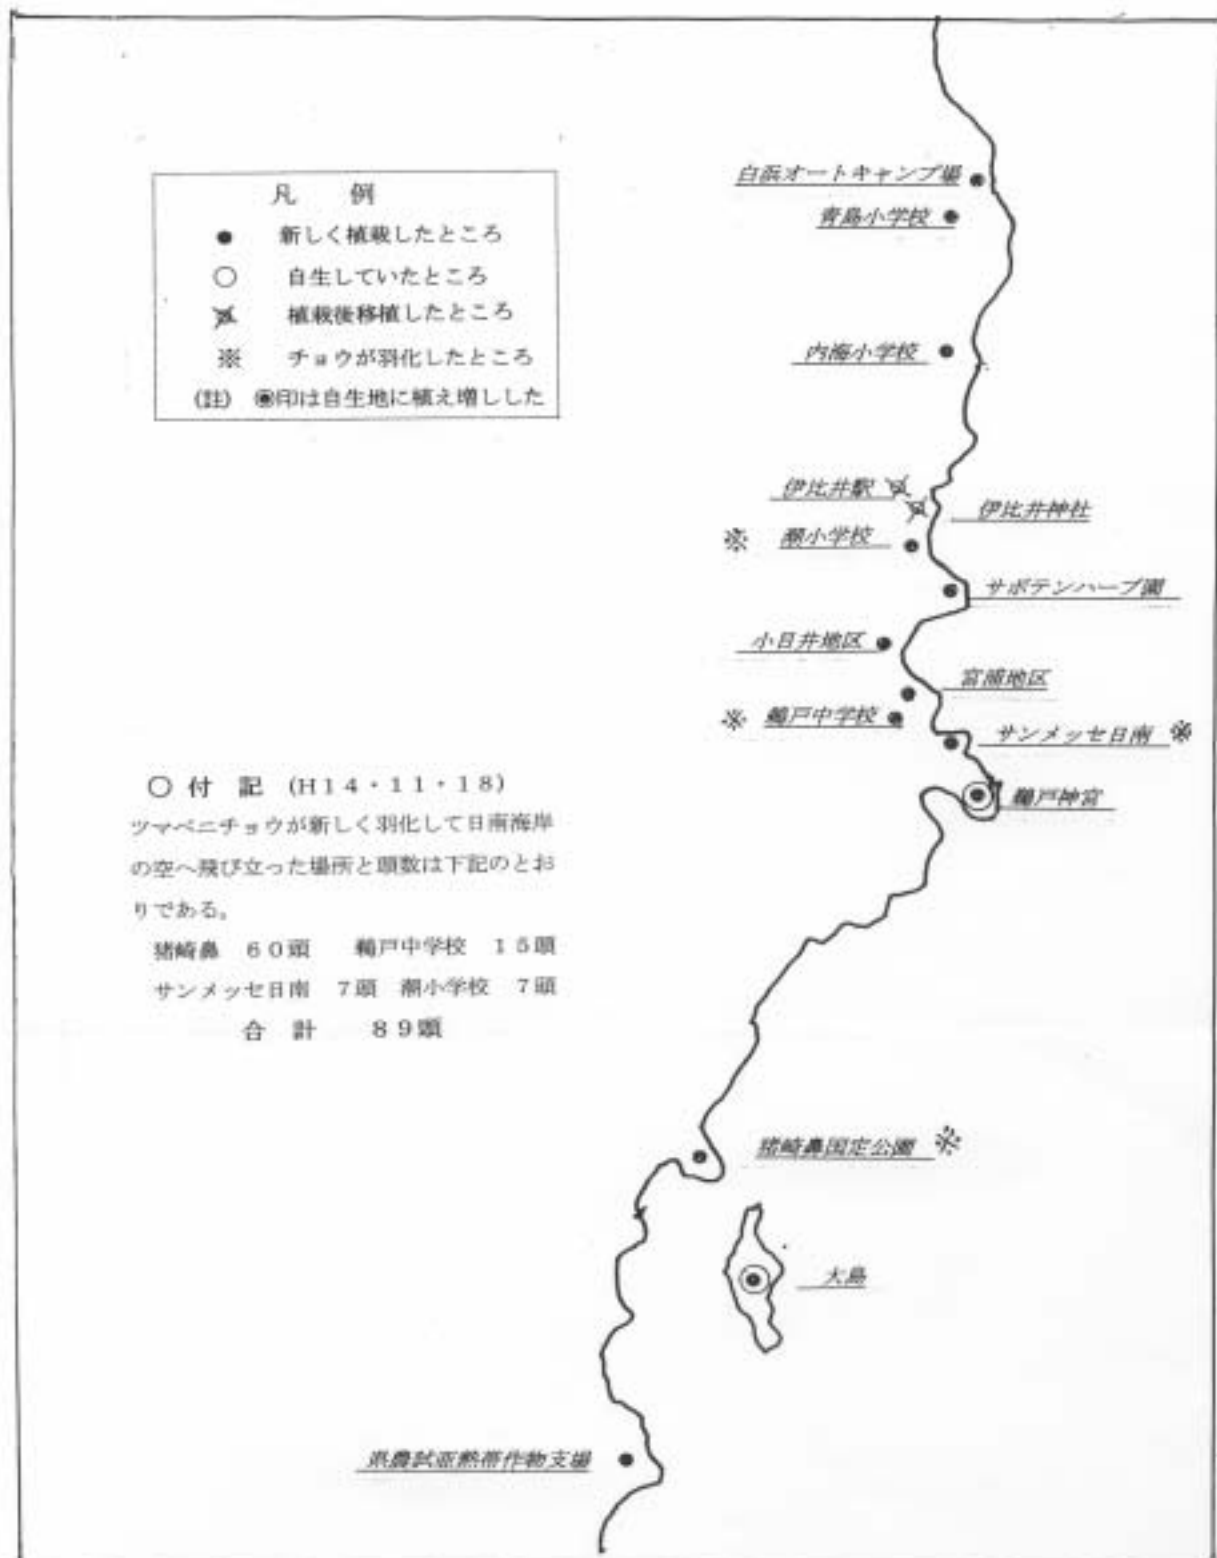 凡 例
● 新しく植栽したところ
○ 自生していたところ
植栽後移植したところ
※ チョウが羽化したところ
(註) ◉印は自生地に植え増しした
白浜オートキャンプ場
青島小学校
内海小学校
伊比井駅
伊比井神社
※ 潮小学校
サボテンハーブ園
小目井地区
富浦地区
※ 鵜戸中学校
サンメッセ日南 ※
鵜戸神宮
○付 記 (H14・11・18)
ツマベニチョウが新しく羽化して日南海岸
の空へ飛び立った場所と頭数は下記のとお
りである。
猪崎鼻 60頭 鵜戸中学校 15頭
サンメッセ日南 7頭 潮小学校 7頭
合 計 89頭
猪崎鼻国定公園 ※
大島
県農試亜熱帯作物支場